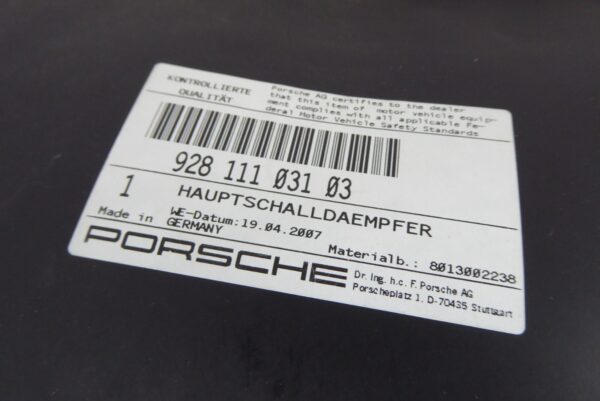 KONTROLLIERTE
QUALITÄT
Porsche AG certifies to the dealer
that this item of motor vehicle equip-
ment complies with all applicable Fe-
deral Motor Vehicle Safety Standards
928 111 031 03
1 HAUPTSCHALLDAEMPFER
WE-Datum:19.04.2007
Made in GERMANY
Materialb.: 8013002238
PORSCHE
Dr. Ing. h.c. F. Porsche AG
Porscheplatz 1, D-70435 Stuttgart